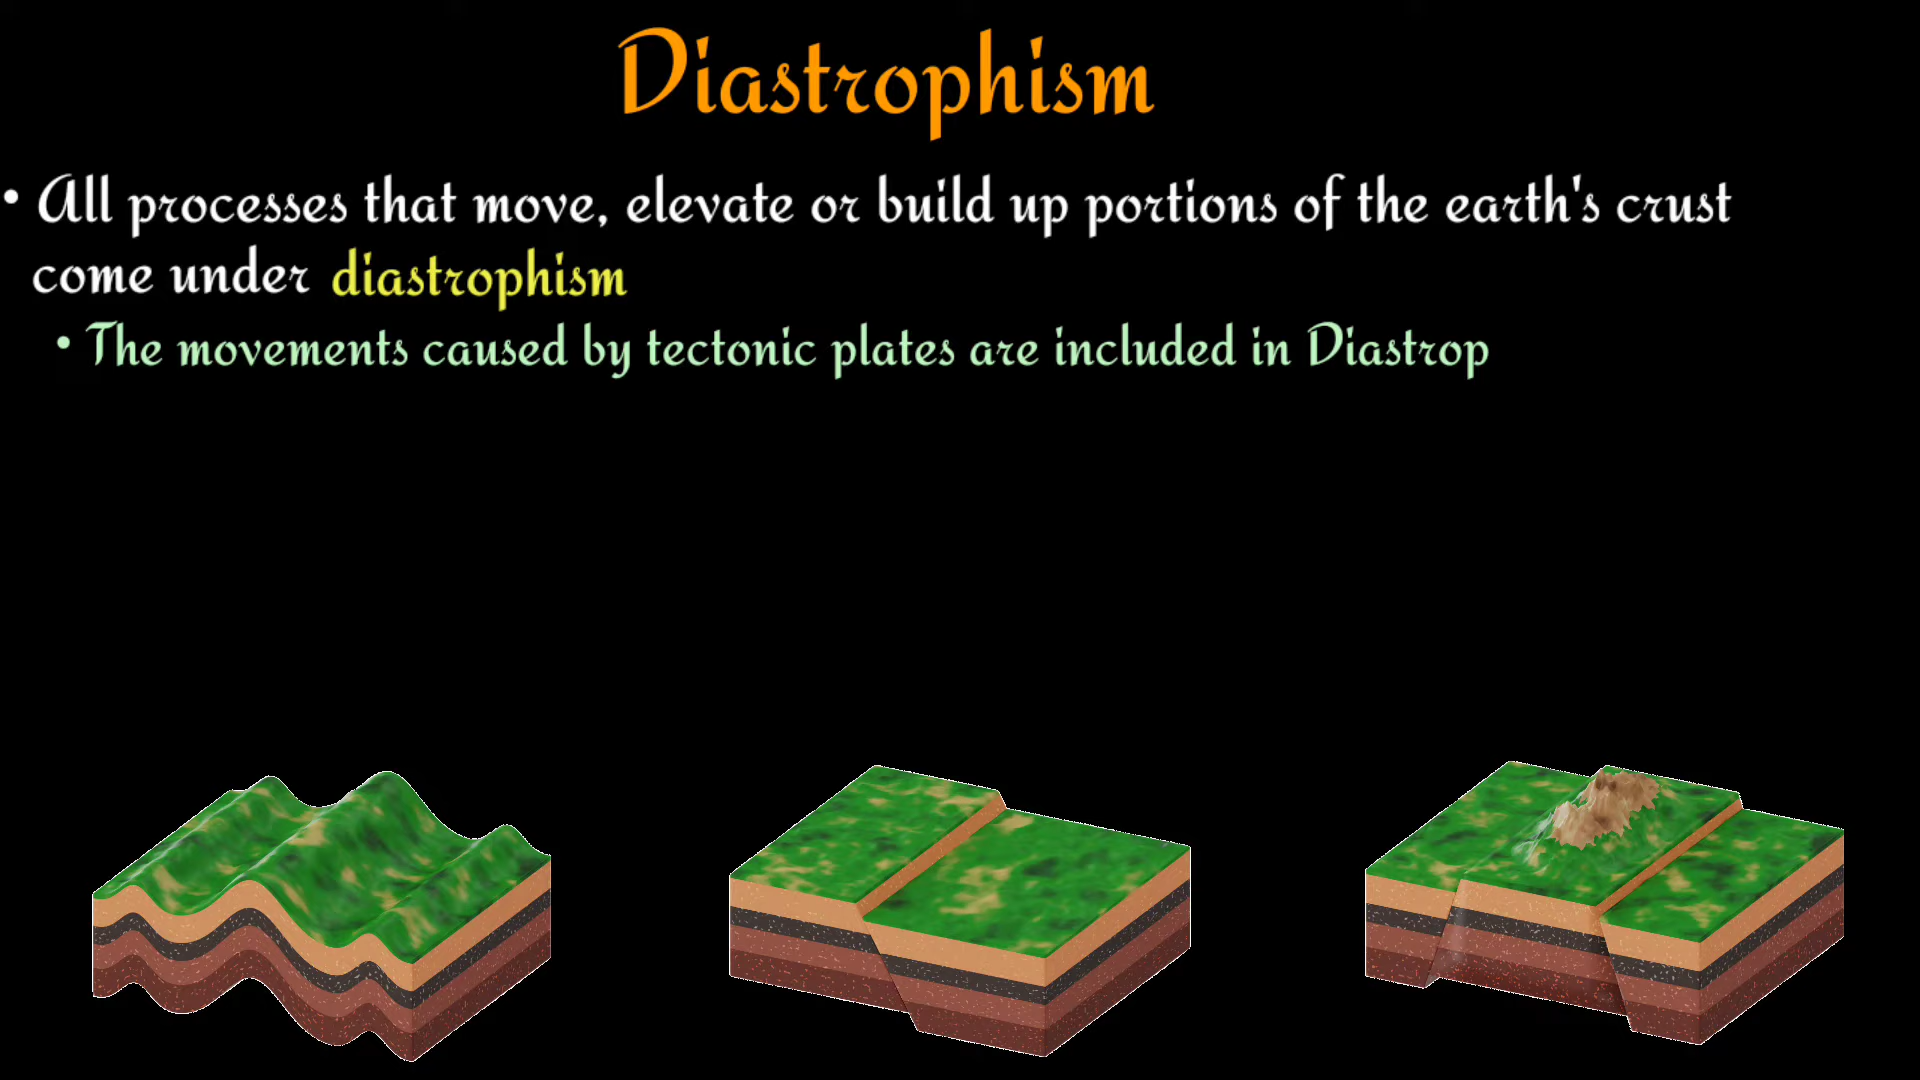 Diastrophism
• All processes that move, elevate or build up portions of the earth's crust
come under diastrophism
• The movements caused by tectonic plates are included in Diastrop